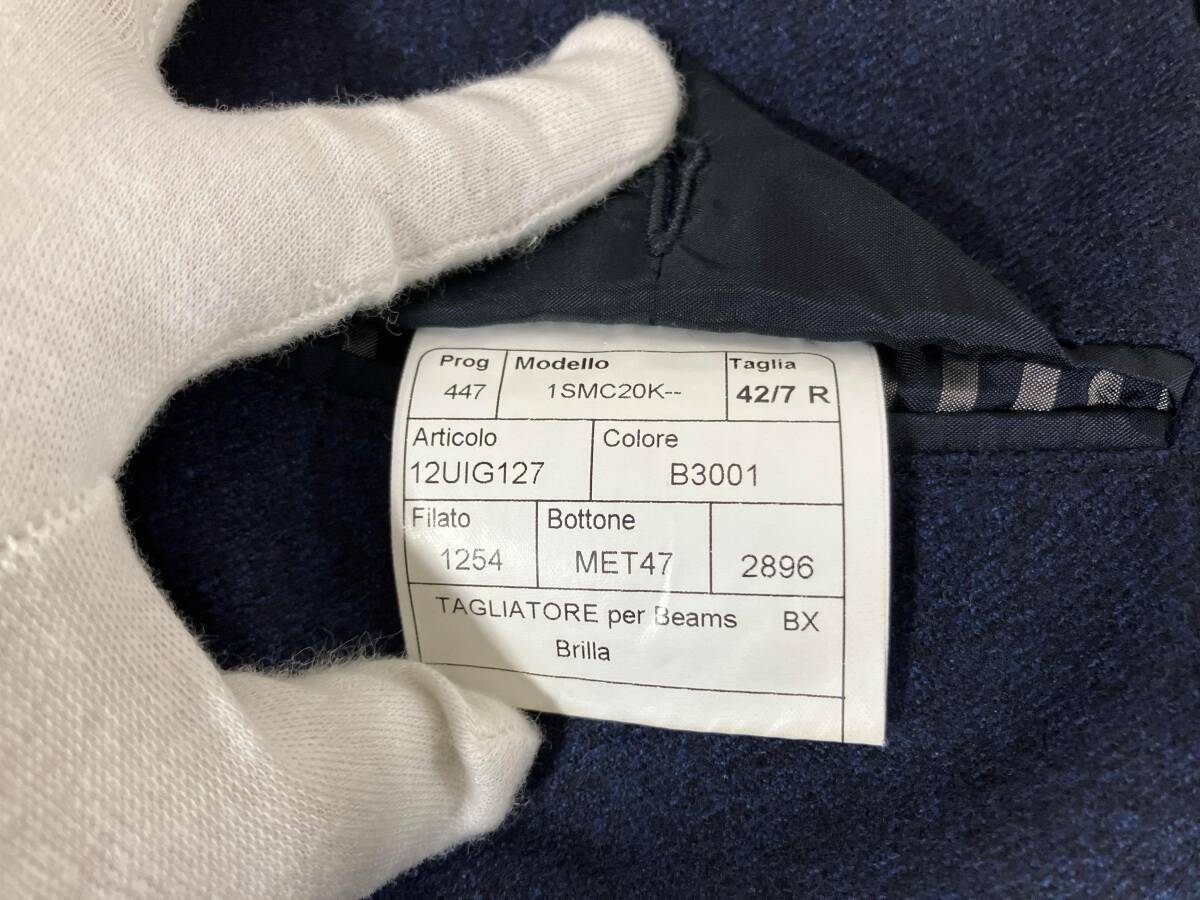 Prog Modello Taglia
447 1SMC20K-- 42/7 R
Articolo Colore
12UIG127 B3001
Filato Bottone
1254 MET47 2896
TAGLIATORE per Beams BX
Brilla